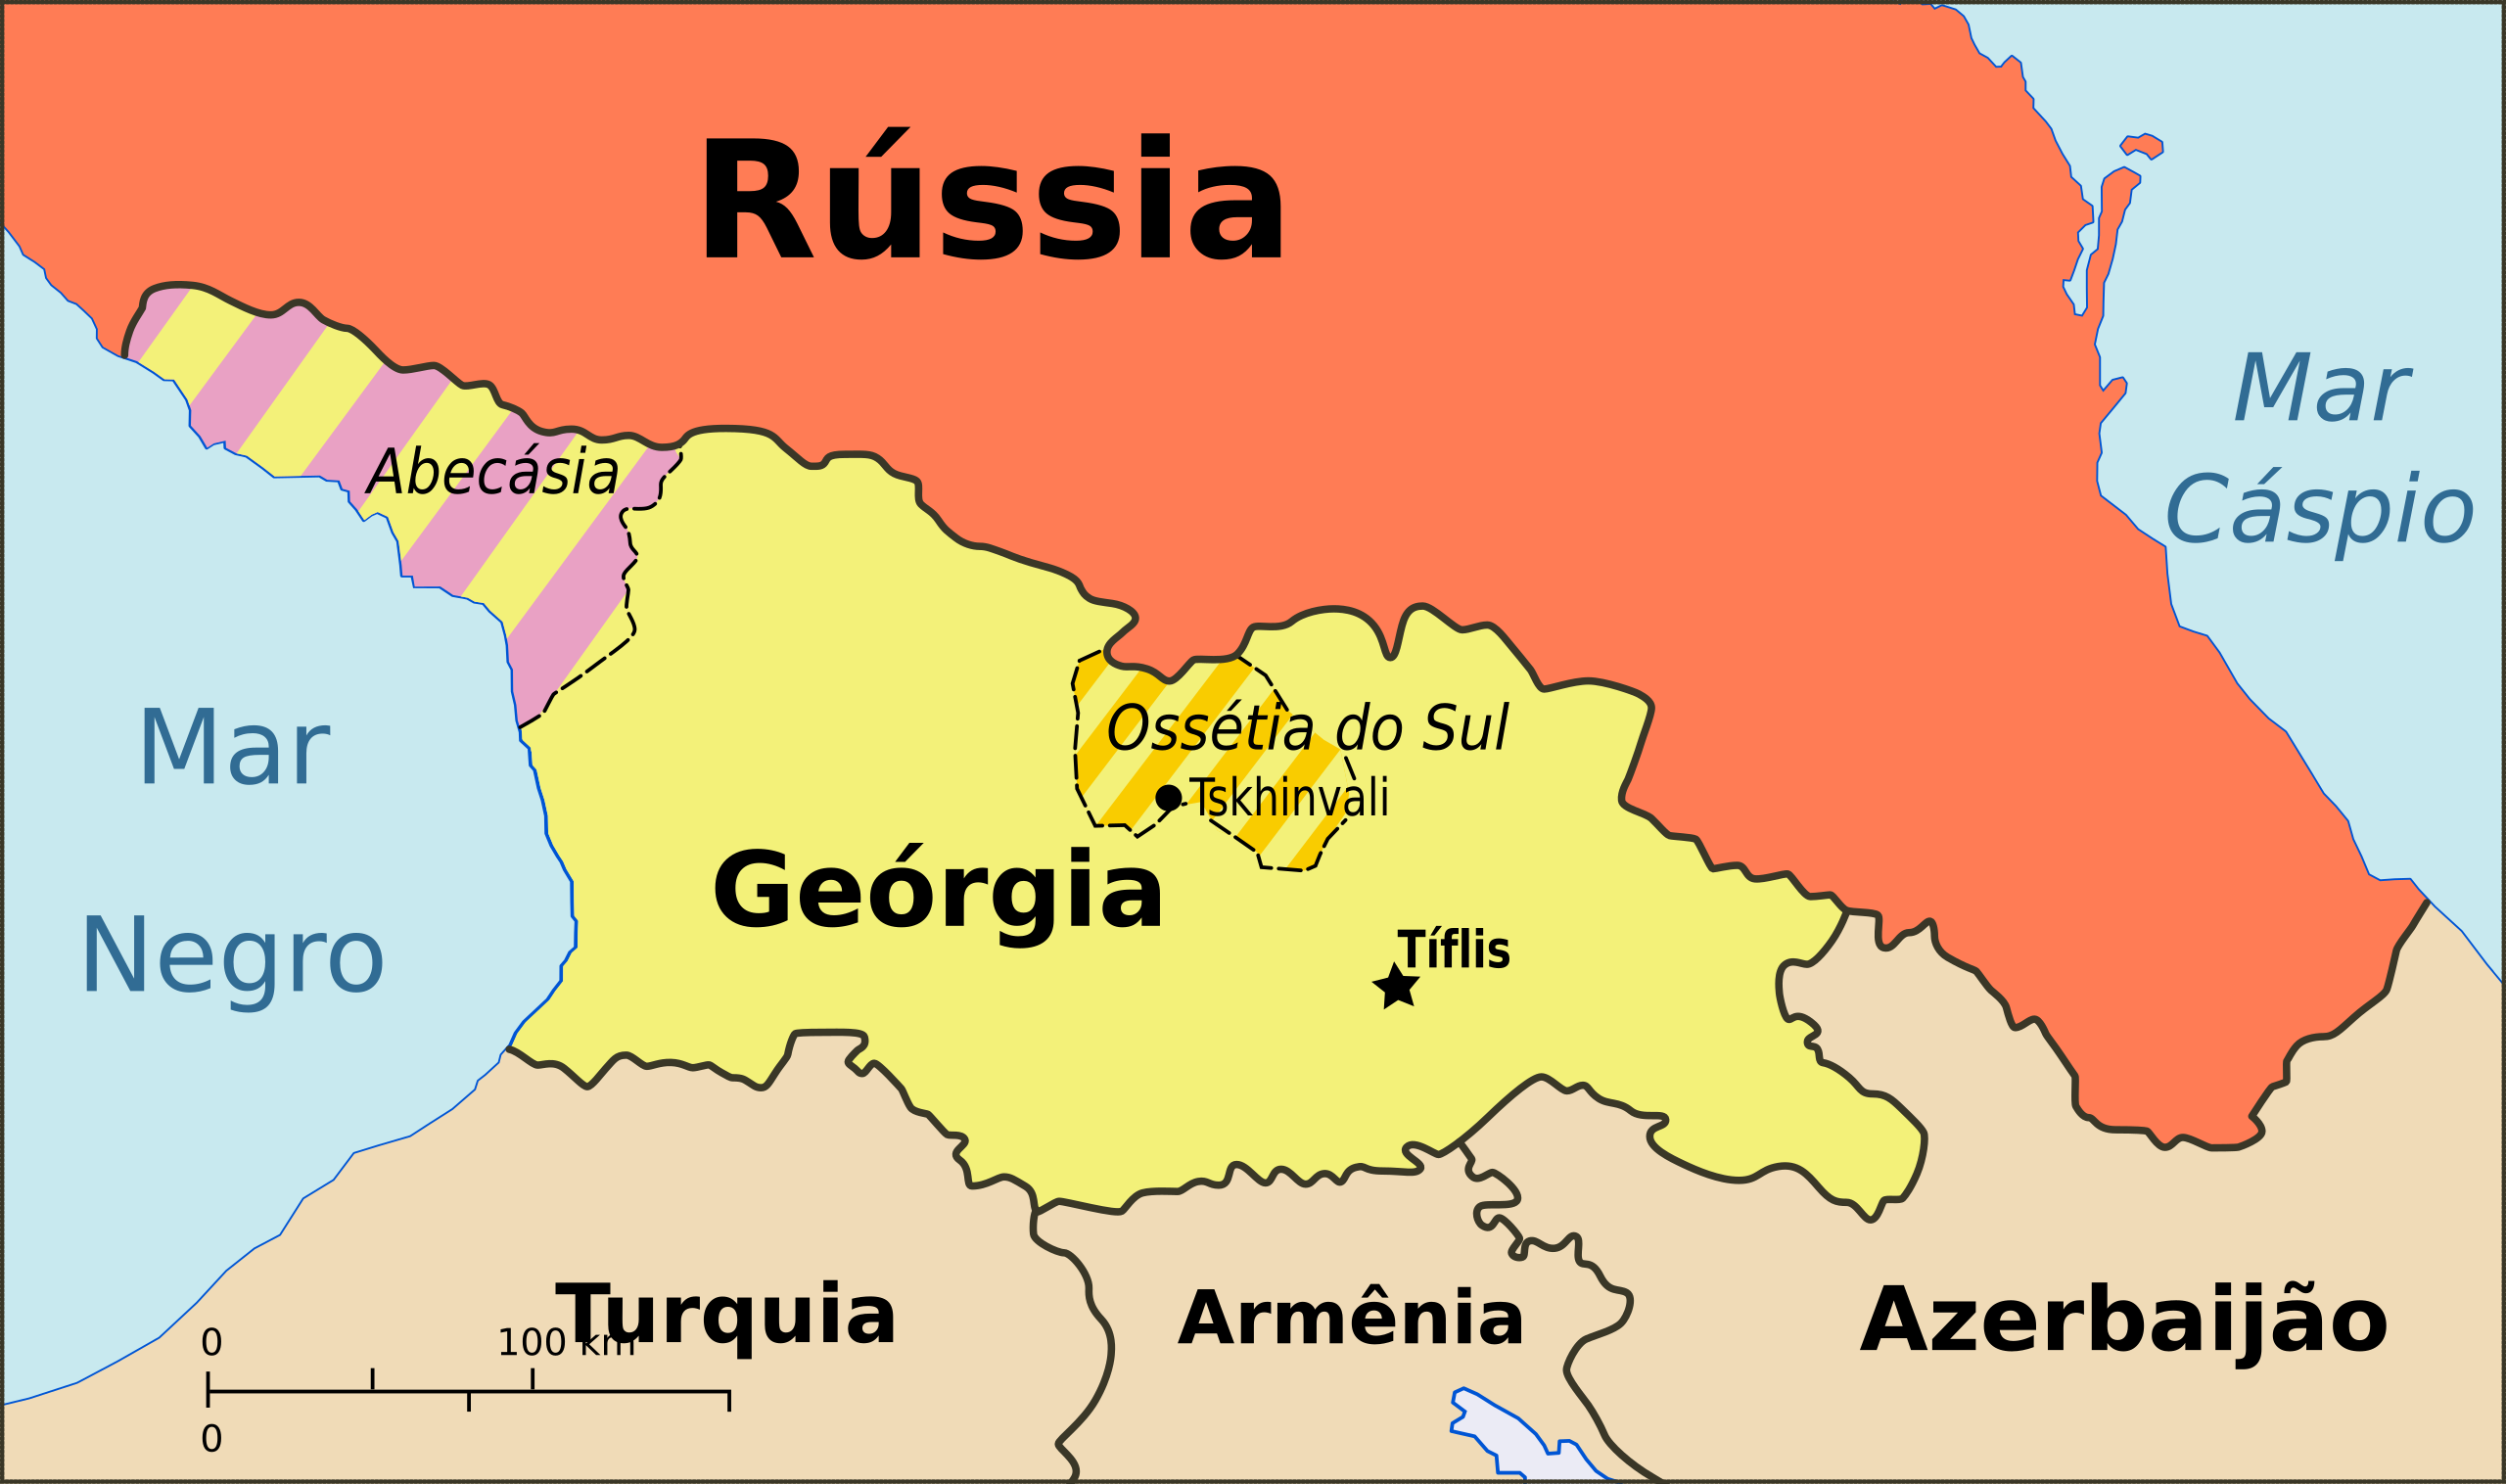 Rússia
Mar
Cáspio
Abecásia
Mar
Negro
Ossétia do Sul
Tskhinvali
Geórgia
Tíflis
Turquia
Armênia
Azerbaijão
0
100 km
0